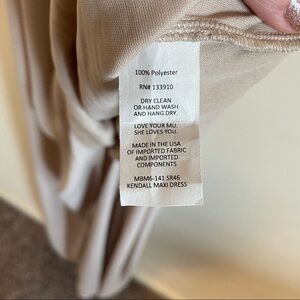 100% Polyester
RN# 133910
DRY CLEAN
OR HAND WASH
AND HANG DRY.
LOVE YOUR MU.
SHE LOVES YOU.
MADE IN THE USA
OF IMPORTED FABRIC
AND IMPORTED
COMPONENTS
MBM6-141 SR46
KENDALL MAXI DRESS